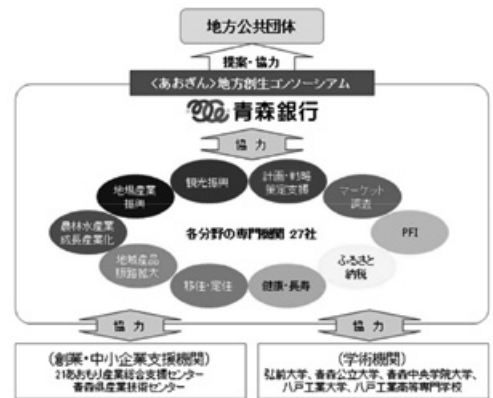 地方公共団体
提案・協力
<あおぎん>地方創生コンソーシアム
青森銀行
協 力
観光振興
計画・戦略
策定支援
地場産業
振興
マーケット
調査
農林水産業
成長産業化
各分野の専門機関 27社
PFI
地域産品
販路拡大
ふるさと
納税
移住・定住
健康・長寿
協 力
協 力
(創業・中小企業支援機関)
21あおもり産業総合支援センター
青森県産業技術センター
(学術機関)
弘前大学、青森公立大学、青森中央学院大学、
八戸工業大学、八戸工業高等専門学校